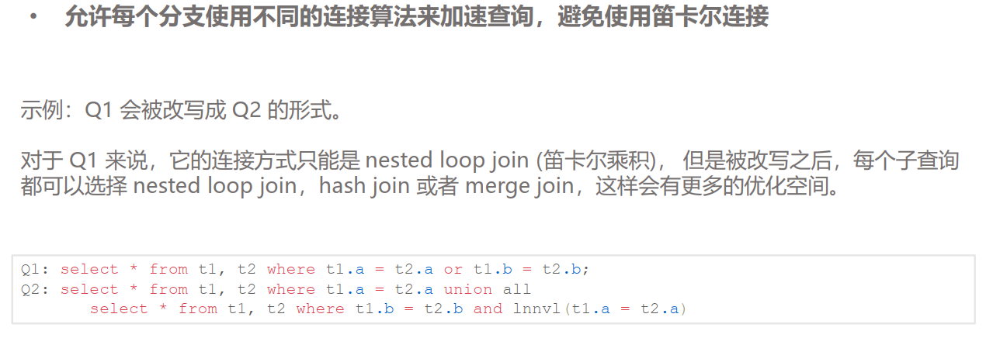 • 允许每个分支使用不同的连接算法来加速查询，避免使用笛卡尔连接
示例：Q1 会被改写成 Q2 的形式。
对于 Q1 来说，它的连接方式只能是 nested loop join (笛卡尔乘积)， 但是被改写之后，每个子查询
都可以选择 nested loop join，hash join 或者 merge join，这样会有更多的优化空间。
Q1: select * from t1, t2 where t1.a = t2.a or t1.b = t2.b;
Q2: select * from t1, t2 where t1.a = t2.a union all
select * from t1, t2 where t1.b = t2.b and lnnvl(t1.a = t2.a)